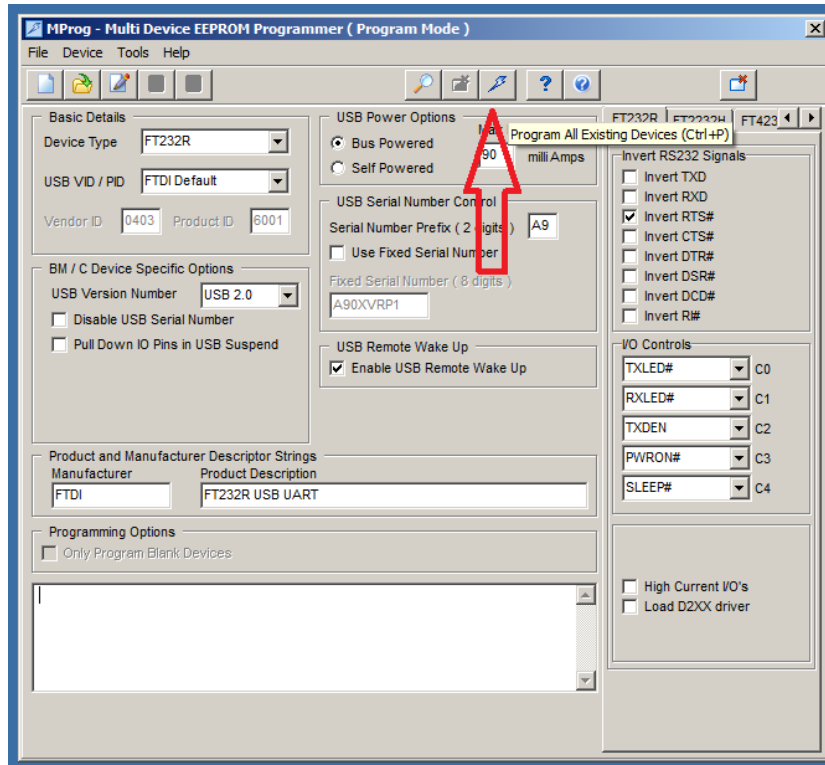 MProg - Multi Device EEPROM Programmer ( Program Mode )
File Device Tools Help
Basic Details
Device Type FT232R
USB VID / PID FTDI Default
Vendor ID 0403 Product ID 6001
BM / C Device Specific Options
USB Version Number USB 2.0
Disable USB Serial Number
Pull Down IO Pins in USB Suspend
USB Power Options
Bus Powered
Self Powered
90 milli Amps
Program All Existing Devices (Ctrl+P)
USB Serial Number Control
Serial Number Prefix ( 2 digits ) A9
Use Fixed Serial Number
Fixed Serial Number ( 8 digits )
A90XVRP1
USB Remote Wake Up
Enable USB Remote Wake Up
Product and Manufacturer Descriptor Strings
Manufacturer Product Description
FTDI FT232R USB UART
Programming Options
Only Program Blank Devices
FT232R FT2232H FT423
Invert RS232 Signals
Invert TXD
Invert RXD
Invert RTS#
Invert CTS#
Invert DTR#
Invert DSR#
Invert DCD#
Invert RI#
I/O Controls
TXLED# C0
RXLED# C1
TXDEN C2
PWRON# C3
SLEEP# C4
High Current I/O's
Load D2XX driver